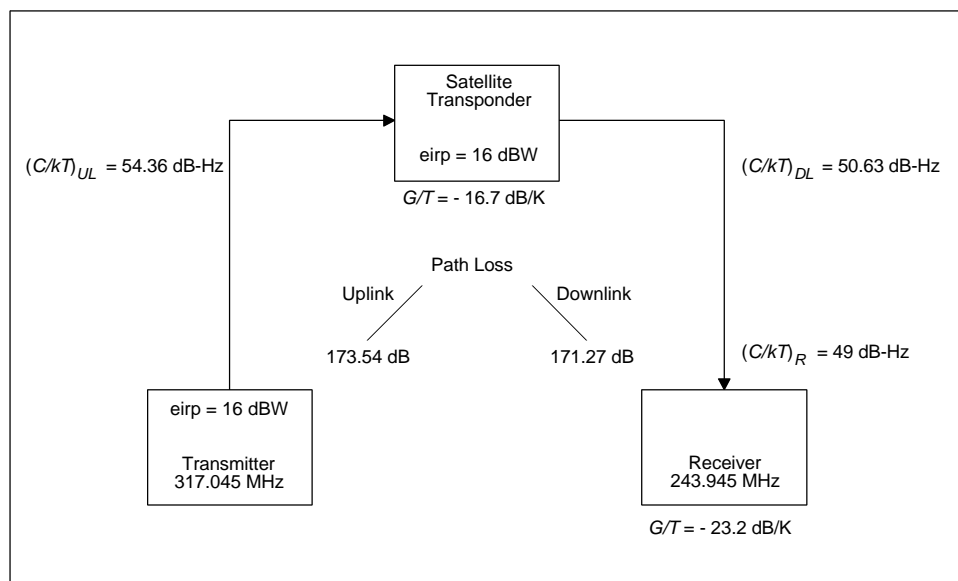 Satellite
Transponder
eirp = 16 dBW
G/T = - 16.7 dB/K
(C/kT)UL = 54.36 dB-Hz
(C/kT)DL = 50.63 dB-Hz
Path Loss
Uplink
Downlink
173.54 dB
171.27 dB
(C/kT)R = 49 dB-Hz
eirp = 16 dBW
Transmitter
317.045 MHz
Receiver
243.945 MHz
G/T = - 23.2 dB/K